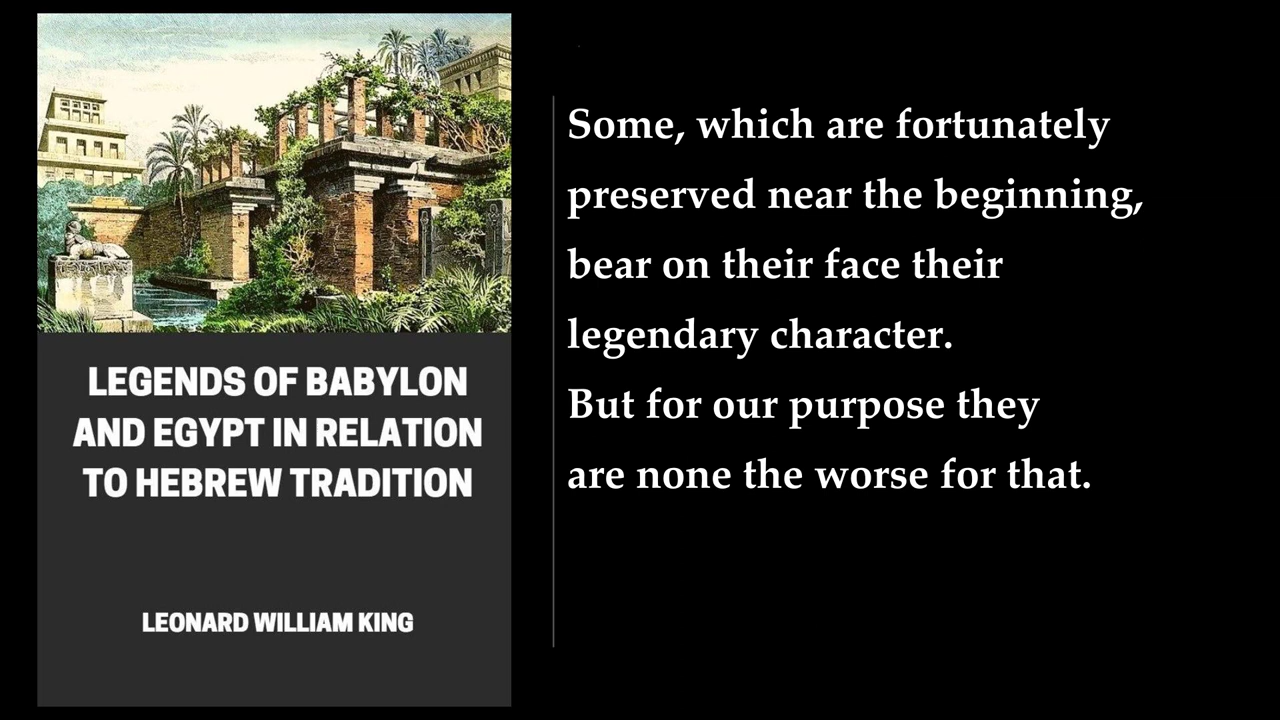 LEGENDS OF BABYLON
AND EGYPT IN RELATION
TO HEBREW TRADITION
LEONARD WILLIAM KING
Some, which are fortunately
preserved near the beginning,
bear on their face their
legendary character.
But for our purpose they
are none the worse for that.